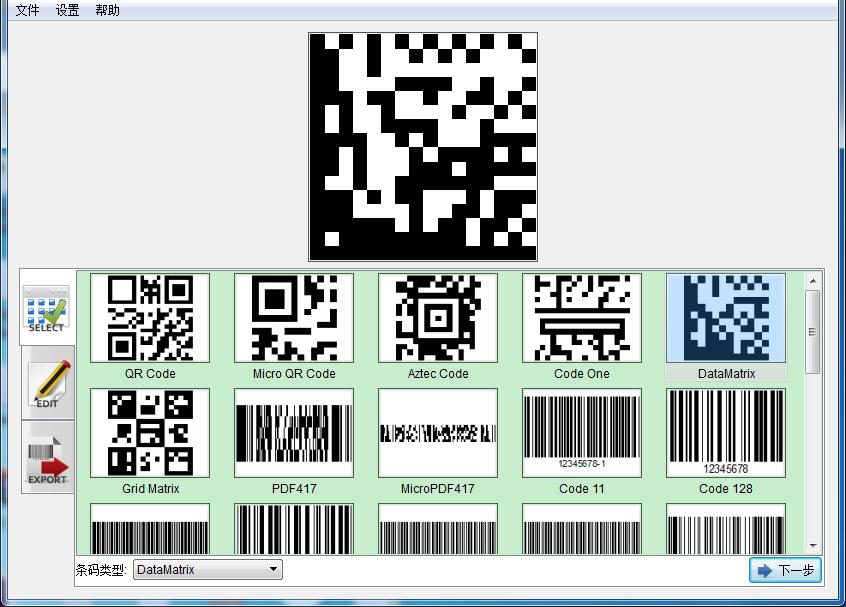 文件 设置 帮助
SELECT
EDIT
EXPORT
QR Code Micro QR Code Aztec Code Code One DataMatrix
12345678-1 12345678
Grid Matrix PDF417 MicroPDF417 Code 11 Code 128
条码类型: DataMatrix 下一步